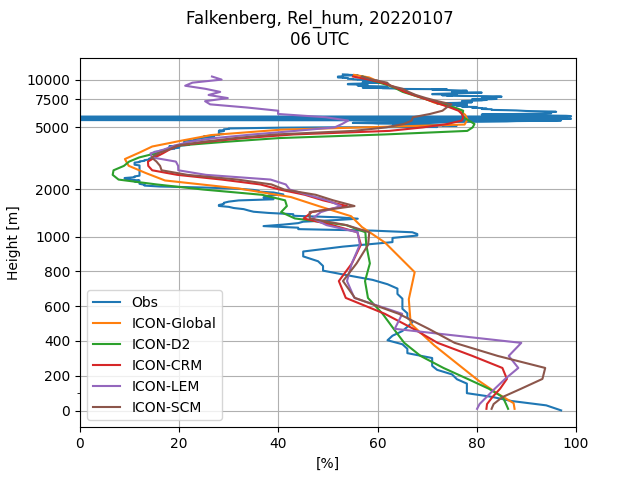 Falkenberg, Rel_hum, 20220107
06 UTC
Height [m]
10000
7500
5000
2000
1000
800
600
400
200
0
Obs
ICON-Global
ICON-D2
ICON-CRM
ICON-LEM
ICON-SCM
0 20 40 60 80 100
[%]